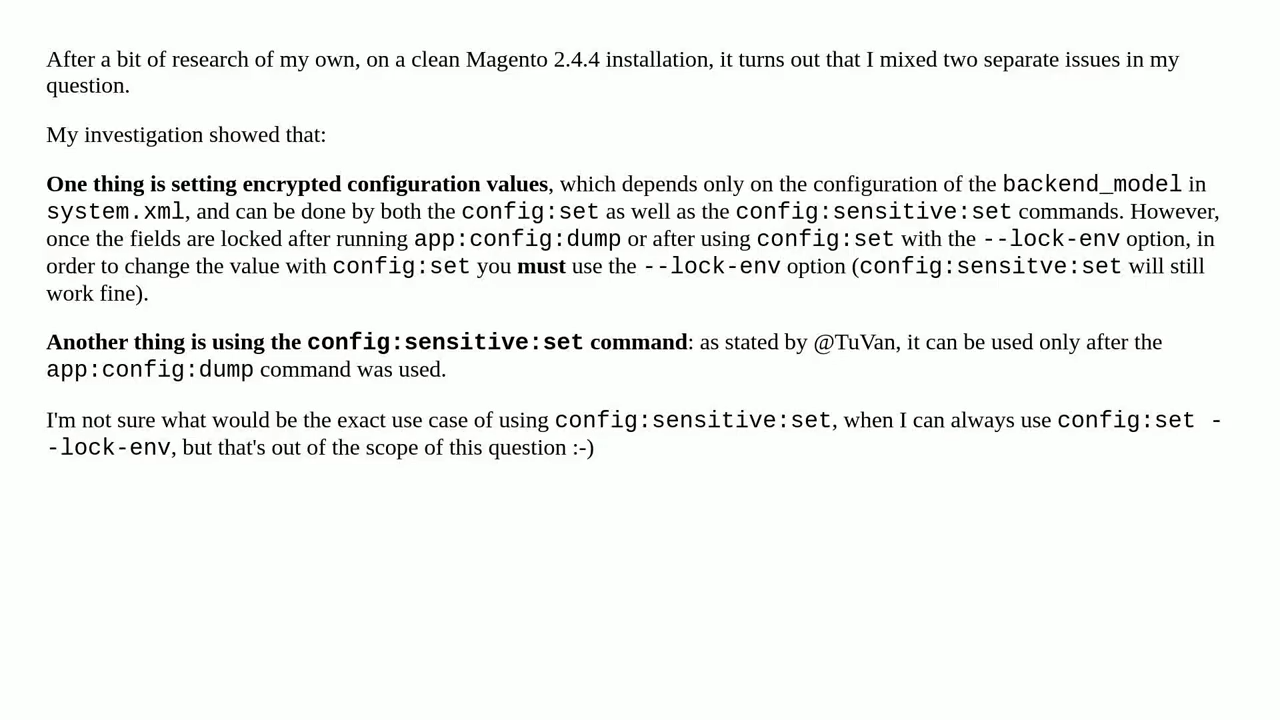 After a bit of research of my own, on a clean Magento 2.4.4 installation, it turns out that I mixed two separate issues in my
question.
My investigation showed that:
One thing is setting encrypted configuration values, which depends only on the configuration of the backend_model in
system.xml, and can be done by both the config:set as well as the config:sensitive:set commands. However,
once the fields are locked after running app:config:dump or after using config:set with the --lock-env option, in
order to change the value with config:set you must use the --lock-env option (config:sensitve:set will still
work fine).
Another thing is using the config:sensitive:set command: as stated by @TuVan, it can be used only after the
app:config:dump command was used.
I'm not sure what would be the exact use case of using config:sensitive:set, when I can always use config:set -
-lock-env, but that's out of the scope of this question :-)